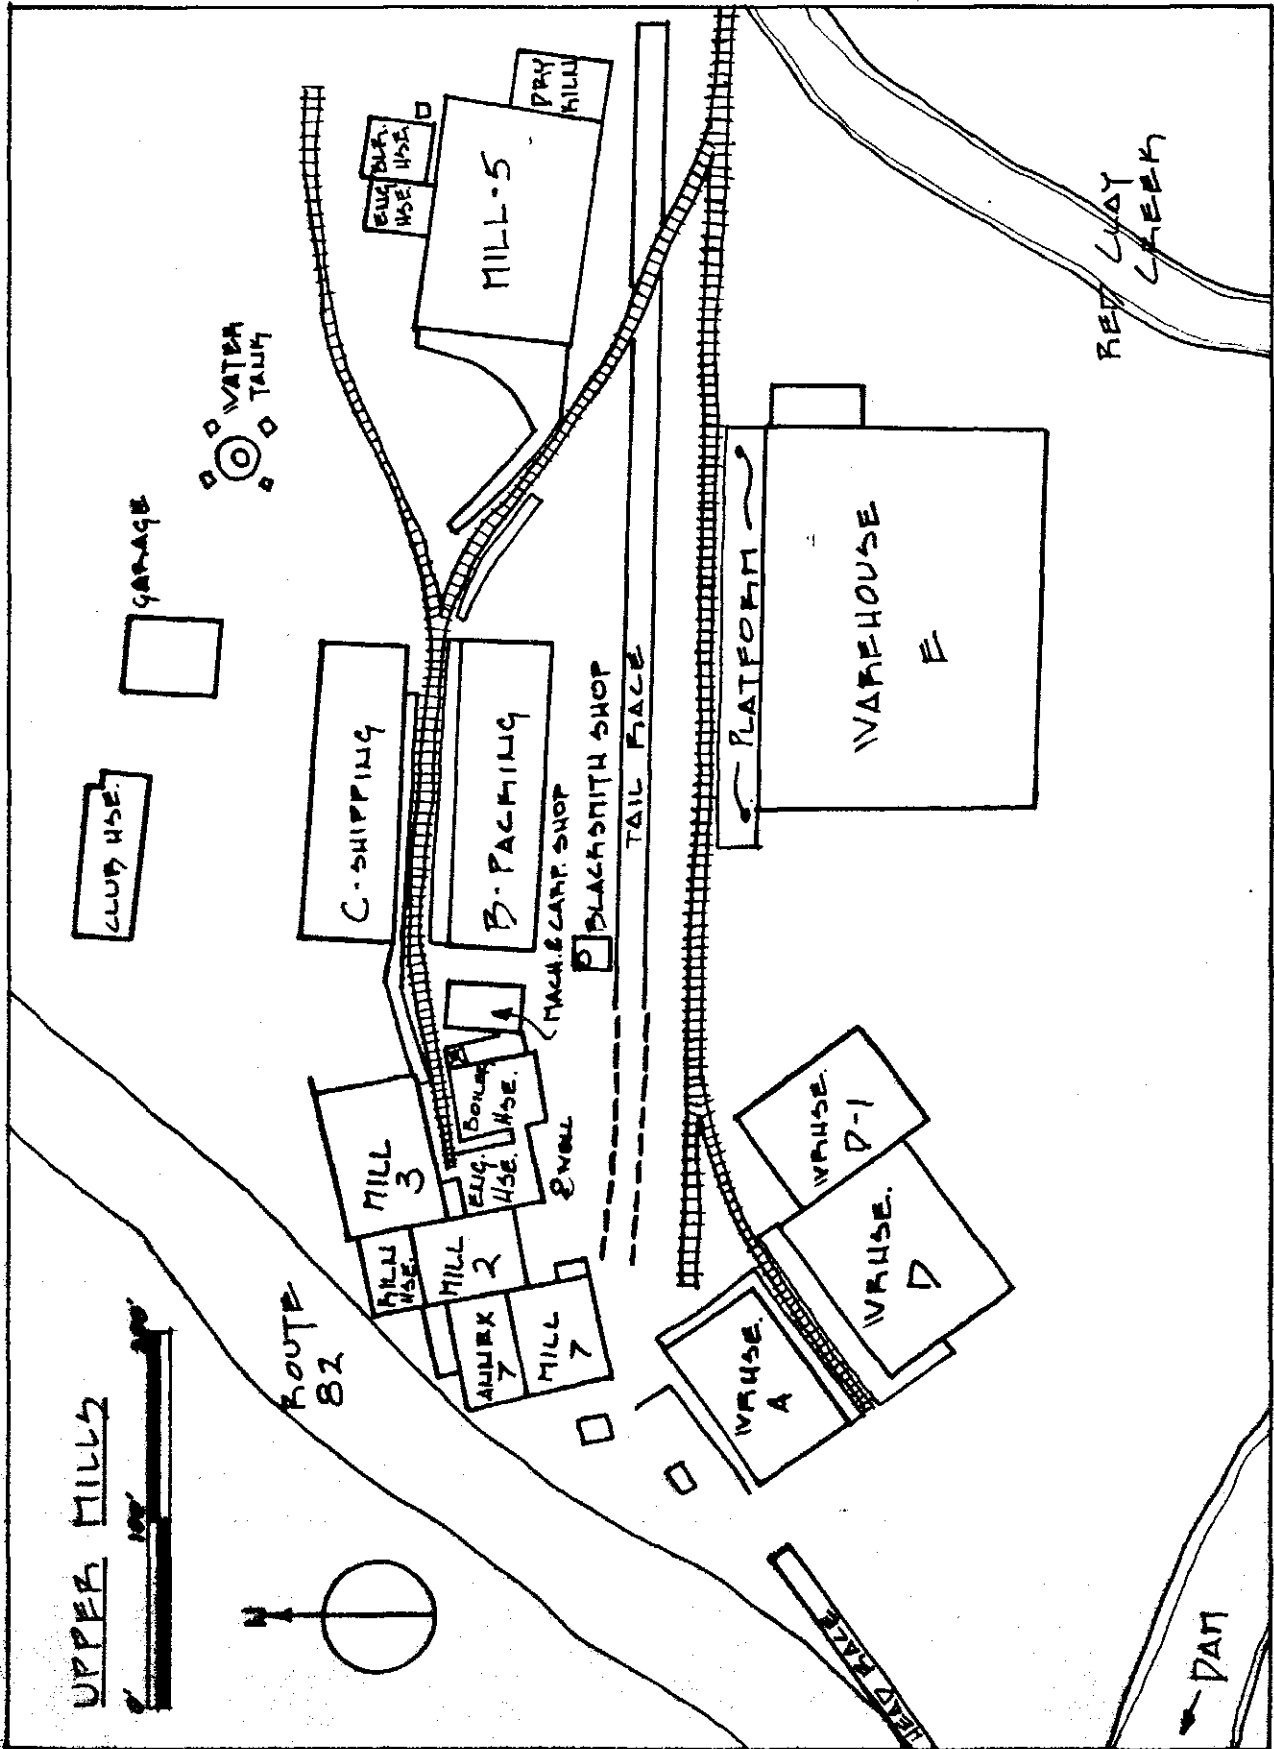 UPPER MILLS
0' 100' 200'
N
ROUTE
82
CLUB HSE.
GARAGE
WATER
TANK
C-SHIPPING
B-PACKING
MACH. & CARP. SHOP
BLACKSMITH SHOP
TAIL RACE
ENG.
HSE.
BLR.
HSE.
MILL-5
DRY
KILN
MILL
3
BOILER
HSE.
ENG.
HSE.
& WELL
KILN
HSE.
MILL
2
ANNEX
7
MILL
7
WRHSE.
A
WRHSE.
D
WRHSE.
D-1
PLATFORM
WAREHOUSE
E
RED CLAY
CREEK
HEAD RACE
DAM